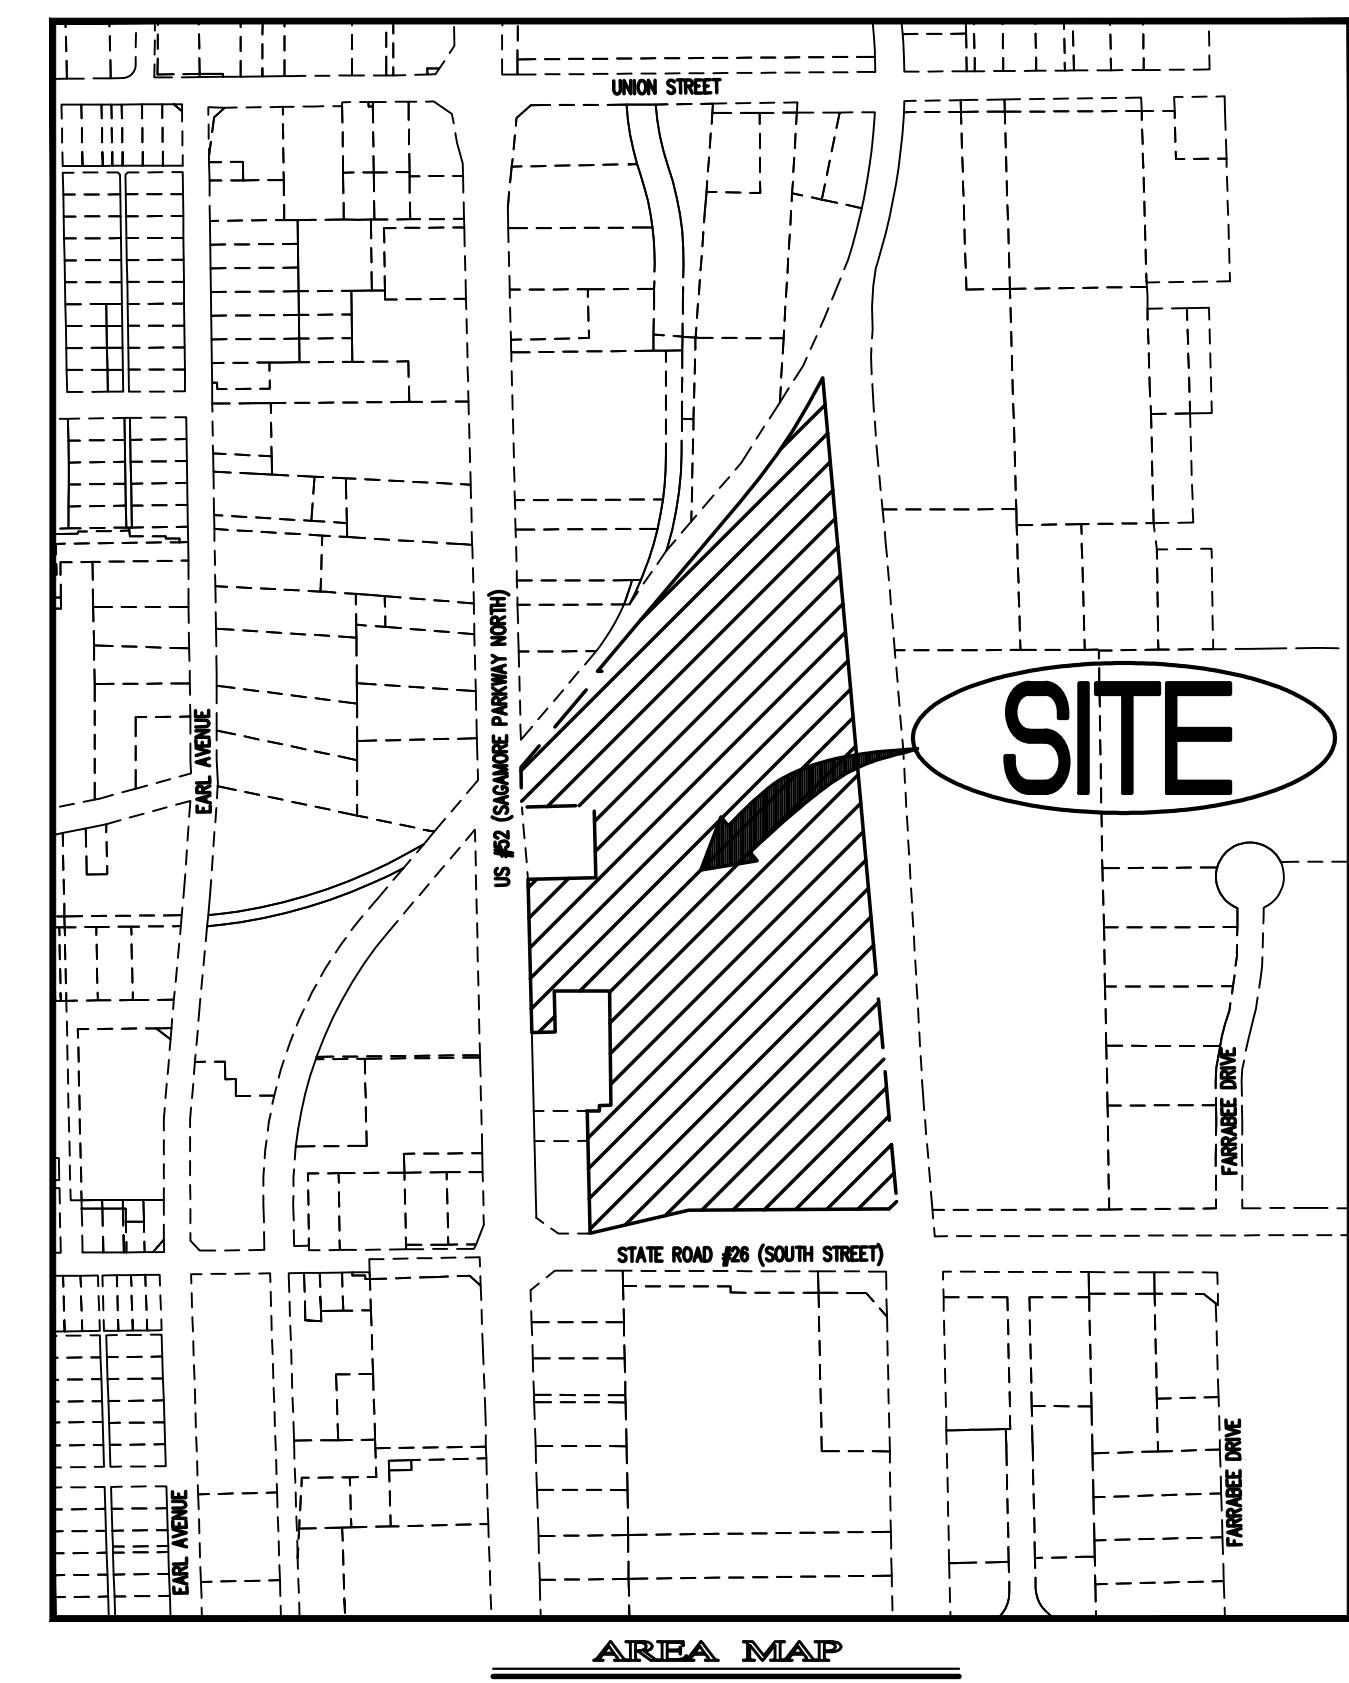 UNION STREET
US #52 (SAGAMORE PARKWAY NORTH)
SITE
EARL AVENUE
FARRABEE DRIVE
STATE ROAD #26 (SOUTH STREET)
FARRABEE DRIVE
EARL AVENUE
AREA MAP